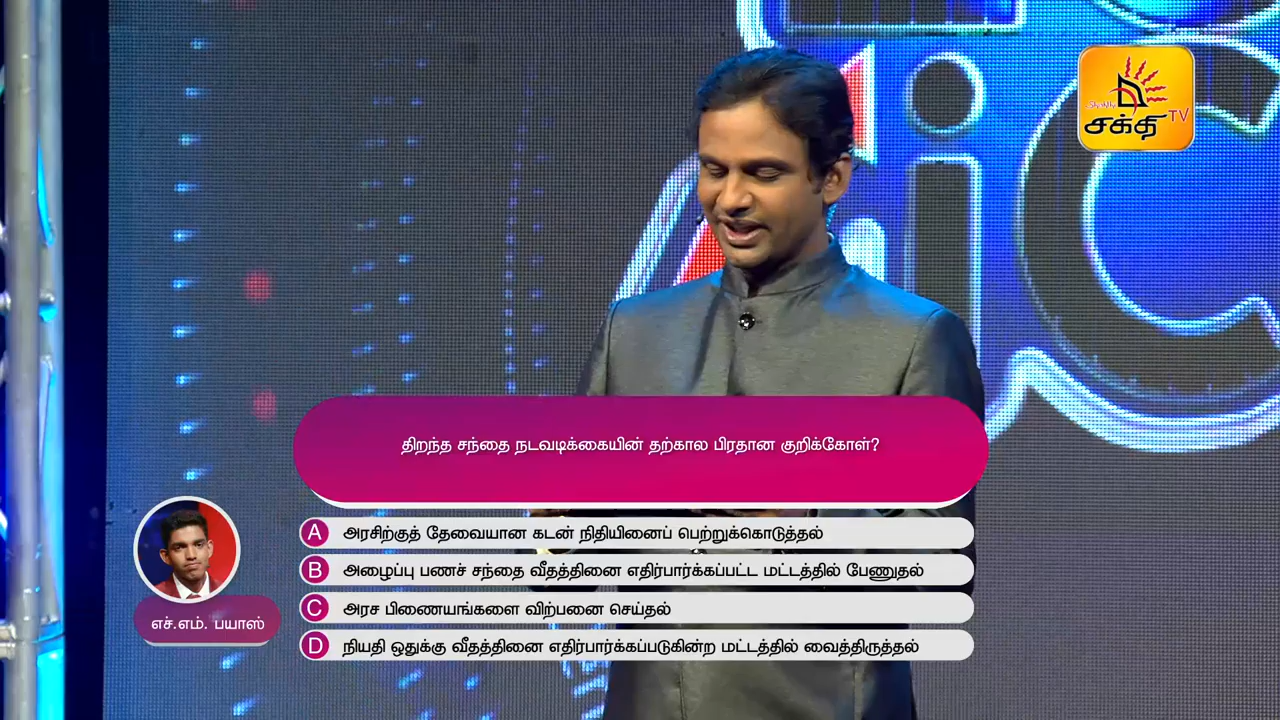 சக்தி TV
திறந்த சந்தை நடவடிக்கையின் தற்கால பிரதான குறிக்கோள்?
A அரசிற்குத் தேவையான கடன் நிதியினைப் பெற்றுக்கொடுத்தல்
B அழைப்பு பணச் சந்தை வீதத்தினை எதிர்பார்க்கப்பட்ட மட்டத்தில் பேணுதல்
C அரச பிணையங்களை விற்பனை செய்தல்
D நியதி ஒதுக்கு வீதத்தினை எதிர்பார்க்கப்படுகின்ற மட்டத்தில் வைத்திருத்தல்
எச்.எம். பயாஸ்